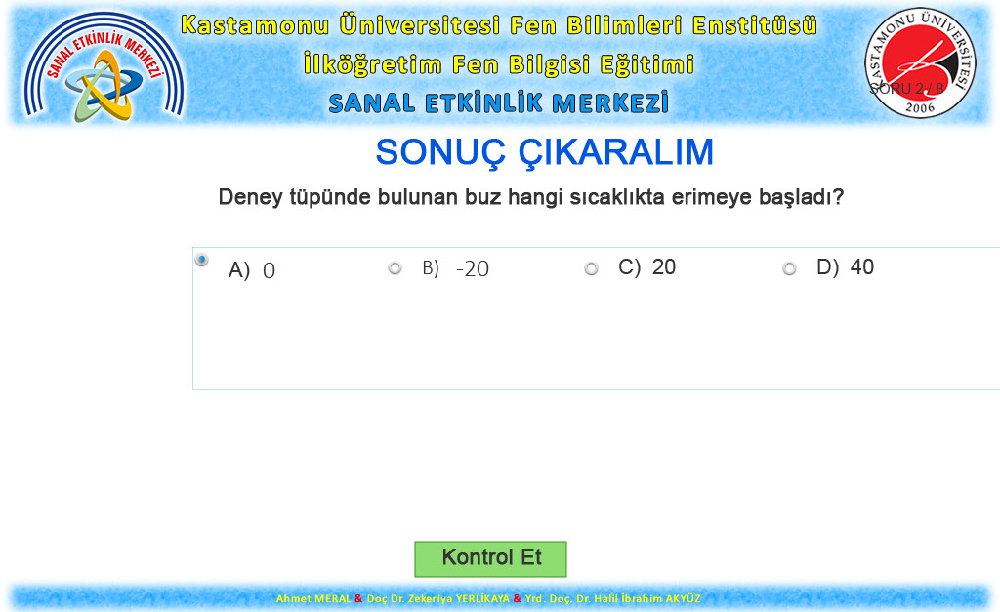 Kastamonu Üniversitesi Fen Bilimleri Enstitüsü
İlköğretim Fen Bilgisi Eğitimi
SANAL ETKİNLİK MERKEZİ
SANAL ETKİNLİK MERKEZİ
KASTAMONU ÜNİVERSİTESİ
SORU 2 / 8
2006
SONUÇ ÇIKARALIM
Deney tüpünde bulunan buz hangi sıcaklıkta erimeye başladı?
A) 0 B) -20 C) 20 D) 40
Kontrol Et
Ahmet MERAL & Doç Dr. Zekeriya YERLİKAYA & Yrd. Doç. Dr. Halil İbrahim AKYÜZ